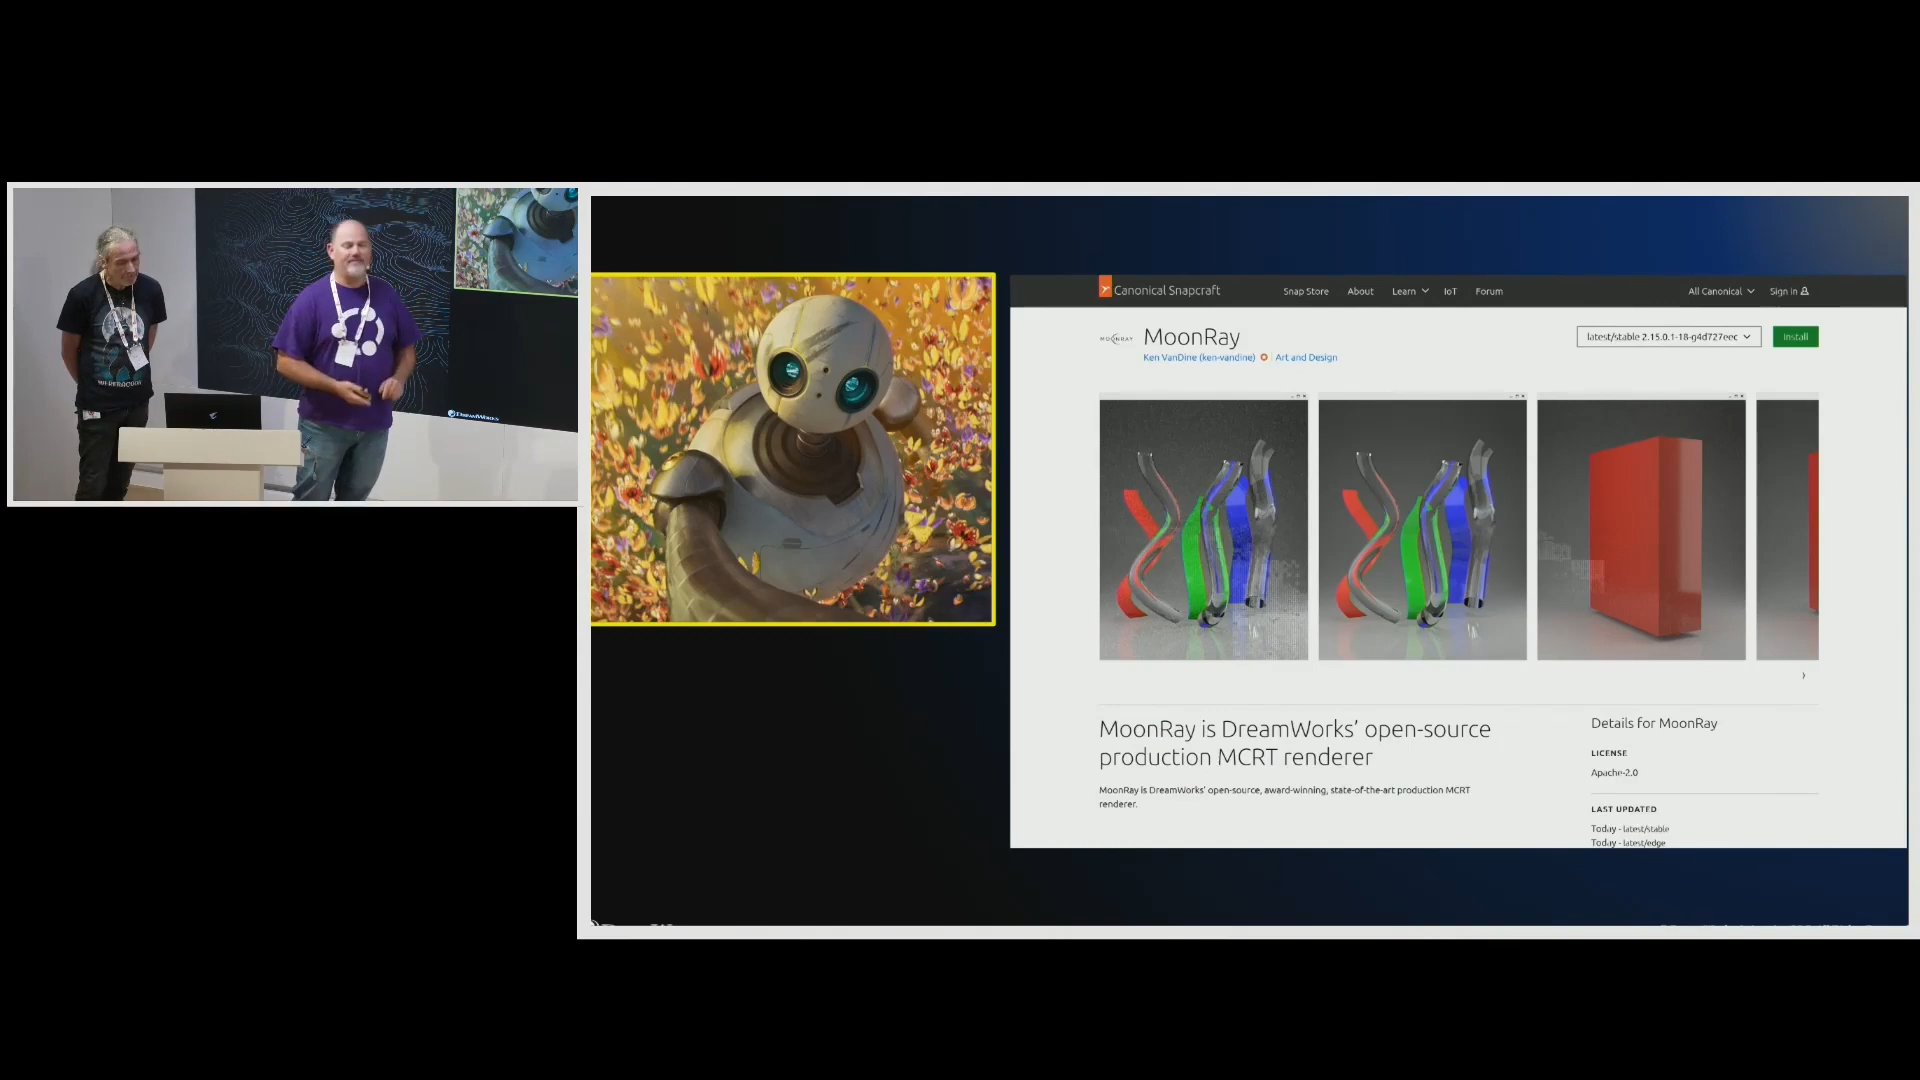 DREAMWORKS
Canonical Snapcraft
Snap Store
About
Learn
IoT
Forum
All Canonical
Sign in
MOONRAY
MoonRay
Ken VanDine (ken-vandine)
Art and Design
latest/stable 2.15.0.1-18-g4d727eec
Install
MoonRay is DreamWorks’ open-source
production MCRT renderer
MoonRay is DreamWorks’ open-source, award-winning, state-of-the-art production MCRT
renderer.
Details for MoonRay
LICENSE
Apache-2.0
LAST UPDATED
Today - latest/stable
Today - latest/edge